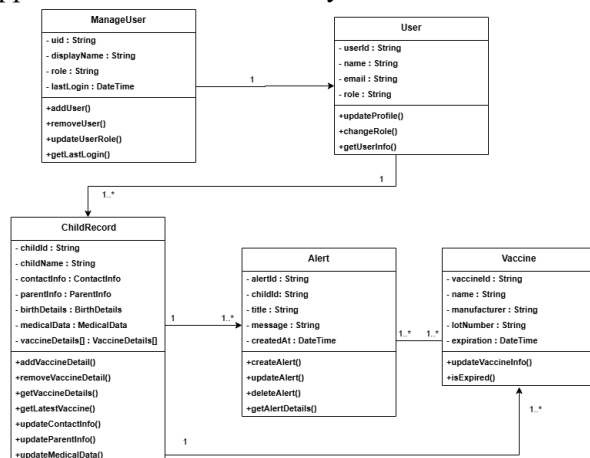 ManageUser
- uid : String
- displayName : String
- role : String
- lastLogin : DateTime
+addUser()
+removeUser()
+updateUserRole()
+getLastLogin()
1
User
- userId : String
- name : String
- email : String
- role : String
+updateProfile()
+changeRole()
+getUserInfo()
1
1..*
ChildRecord
- childId : String
- childName : String
- contactInfo : ContactInfo
- parentInfo : ParentInfo
- birthDetails : BirthDetails
- medicalData : MedicalData
- vaccineDetails[] : VaccineDetails[]
+addVaccineDetail()
+removeVaccineDetail()
+getVaccineDetails()
+getLatestVaccine()
+updateContactInfo()
+updateParentInfo()
+updateMedicalData()
1
1..*
Alert
- alertId : String
- childId : String
- title : String
- message : String
- createdAt : DateTime
+createAlert()
+updateAlert()
+deleteAlert()
+getAlertDetails()
1..*
1..*
Vaccine
- vaccineId : String
- name : String
- manufacturer : String
- lotNumber : String
- expiration : DateTime
+updateVaccineInfo()
+isExpired()
1..*
1